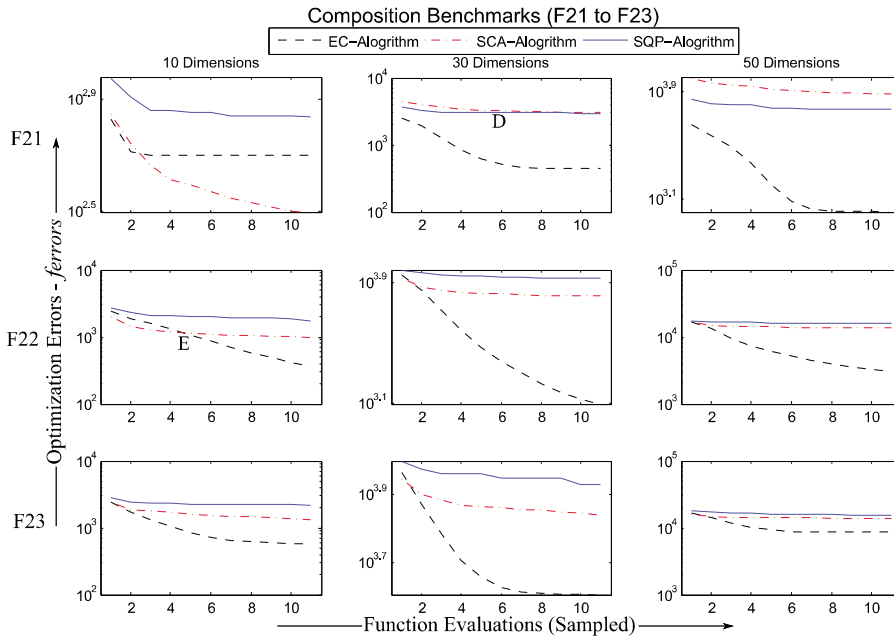 Composition Benchmarks (F21 to F23)
EC−Alogrithm SCA−Alogrithm SQP−Alogrithm
10 Dimensions 30 Dimensions 50 Dimensions
F21
F22
F23
Optimization Errors - ferrors
10^2.9
10^2.5
2 4 6 8 10
10^4
10^3
10^2
D
2 4 6 8 10
10^3.9
10^3.1
2 4 6 8 10
10^4
10^3
10^2
E
2 4 6 8 10
10^3.9
10^3.1
2 4 6 8 10
10^5
10^4
10^3
2 4 6 8 10
10^4
10^3
10^2
2 4 6 8 10
10^3.9
10^3.7
2 4 6 8 10
10^5
10^4
10^3
2 4 6 8 10
Function Evaluations (Sampled)